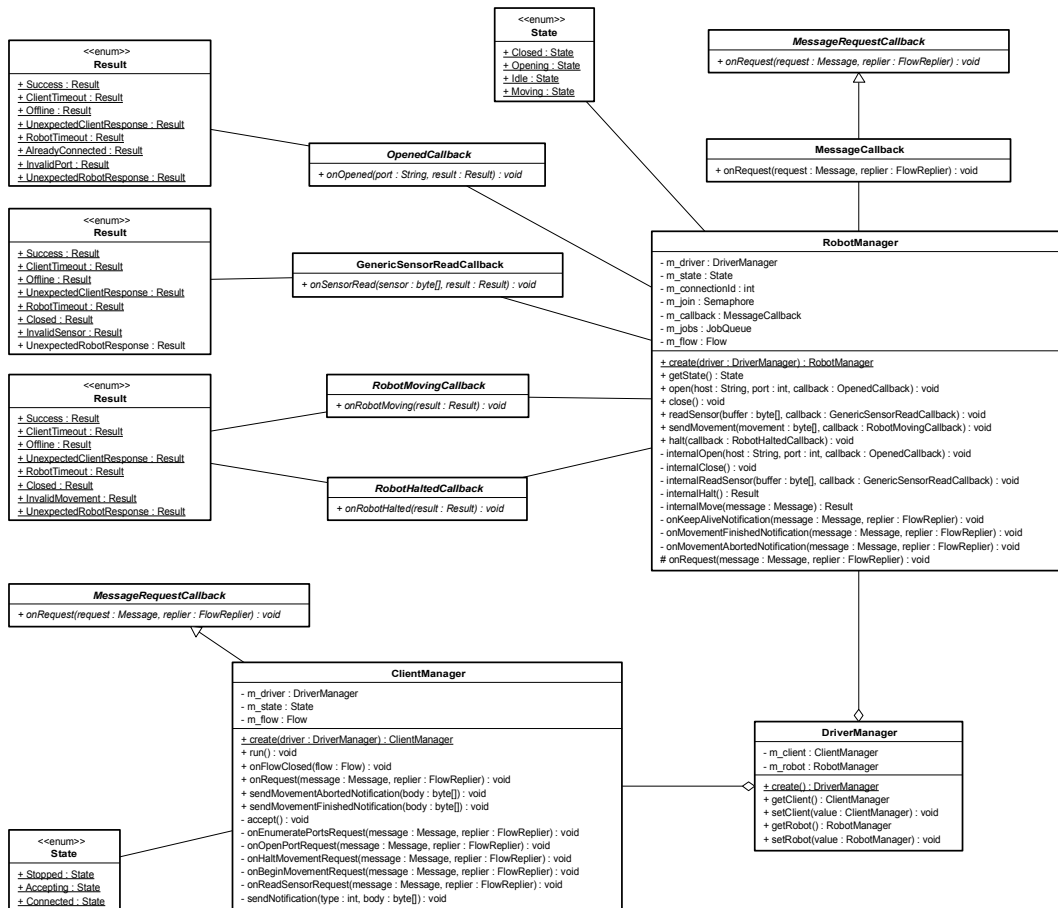 <<enum>>
State
+ Closed : State
+ Opening : State
+ Idle : State
+ Moving : State
MessageRequestCallback
+ onRequest(request : Message, replier : FlowReplier) : void
<<enum>>
Result
+ Success : Result
+ ClientTimeout : Result
+ Offline : Result
+ UnexpectedClientResponse : Result
+ RobotTimeout : Result
+ AlreadyConnected : Result
+ InvalidPort : Result
+ UnexpectedRobotResponse : Result
OpenedCallback
+ onOpened(port : String, result : Result) : void
MessageCallback
+ onRequest(request : Message, replier : FlowReplier) : void
<<enum>>
Result
+ Success : Result
+ ClientTimeout : Result
+ Offline : Result
+ UnexpectedClientResponse : Result
+ RobotTimeout : Result
+ Closed : Result
+ InvalidSensor : Result
+ UnexpectedRobotResponse : Result
GenericSensorReadCallback
+ onSensorRead(sensor : byte[], result : Result) : void
RobotManager
- m_driver : DriverManager
- m_state : State
- m_connectionId : int
- m_join : Semaphore
- m_callback : MessageCallback
- m_jobs : JobQueue
- m_flow : Flow
+ create(driver : DriverManager) : RobotManager
+ getState() : State
+ open(host : String, port : int, callback : OpenedCallback) : void
+ close() : void
+ readSensor(buffer : byte[], callback : GenericSensorReadCallback) : void
+ sendMovement(movement : byte[], callback : RobotMovingCallback) : void
+ halt(callback : RobotHaltedCallback) : void
- internalOpen(host : String, port : int, callback : OpenedCallback) : void
- internalClose() : void
- internalReadSensor(buffer : byte[], callback : GenericSensorReadCallback) : void
- internalHalt() : Result
- internalMove(message : Message) : Result
- onKeepAliveNotification(message : Message, replier : FlowReplier) : void
- onMovementFinishedNotification(message : Message, replier : FlowReplier) : void
- onMovementAbortedNotification(message : Message, replier : FlowReplier) : void
# onRequest(message : Message, replier : FlowReplier) : void
<<enum>>
Result
+ Success : Result
+ ClientTimeout : Result
+ Offline : Result
+ UnexpectedClientResponse : Result
+ RobotTimeout : Result
+ Closed : Result
+ InvalidMovement : Result
+ UnexpectedRobotResponse : Result
RobotMovingCallback
+ onRobotMoving(result : Result) : void
RobotHaltedCallback
+ onRobotHalted(result : Result) : void
MessageRequestCallback
+ onRequest(request : Message, replier : FlowReplier) : void
ClientManager
- m_driver : DriverManager
- m_state : State
- m_flow : Flow
+ create(driver : DriverManager) : ClientManager
+ run() : void
+ onFlowClosed(flow : Flow) : void
+ onRequest(message : Message, replier : FlowReplier) : void
+ sendMovementAbortedNotification(body : byte[]) : void
+ sendMovementFinishedNotification(body : byte[]) : void
- accept() : void
- onEnumeratePortsRequest(message : Message, replier : FlowReplier) : void
- onOpenPortRequest(message : Message, replier : FlowReplier) : void
- onHaltMovementRequest(message : Message, replier : FlowReplier) : void
- onBeginMovementRequest(message : Message, replier : FlowReplier) : void
- onReadSensorRequest(message : Message, replier : FlowReplier) : void
- sendNotification(type : int, body : byte[]) : void
DriverManager
- m_client : ClientManager
- m_robot : RobotManager
+ create() : DriverManager
+ getClient() : ClientManager
+ setClient(value : ClientManager) : void
+ getRobot() : RobotManager
+ setRobot(value : RobotManager) : void
<<enum>>
State
+ Stopped : State
+ Accepting : State
+ Connected : State